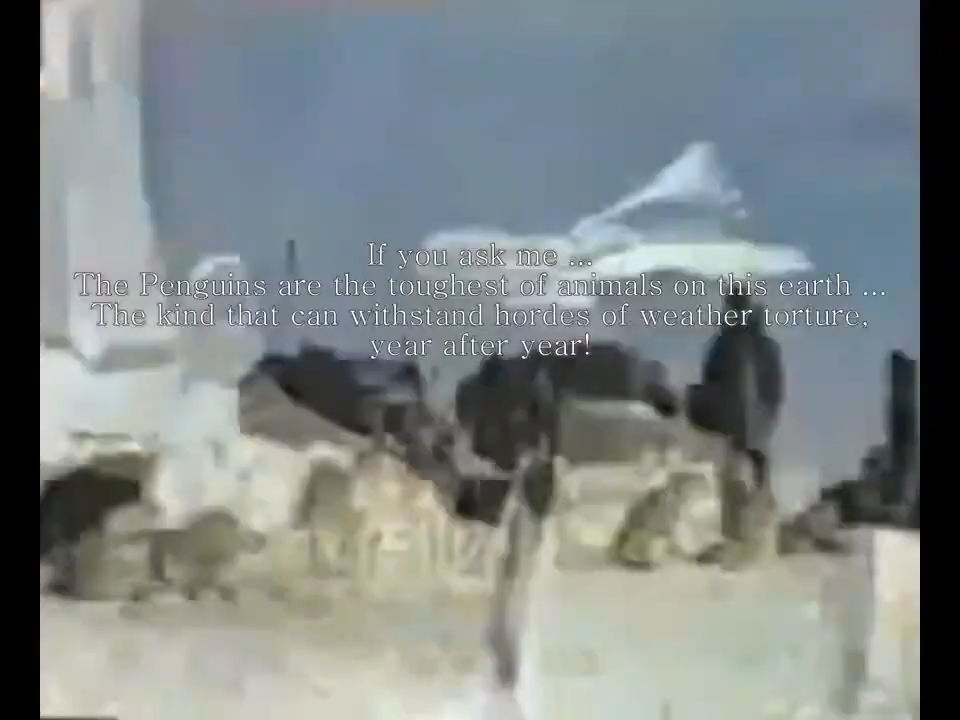 If you ask me ...
The Penguins are the toughest of animals on this earth ...
The kind that can withstand hordes of weather torture,
year after year!